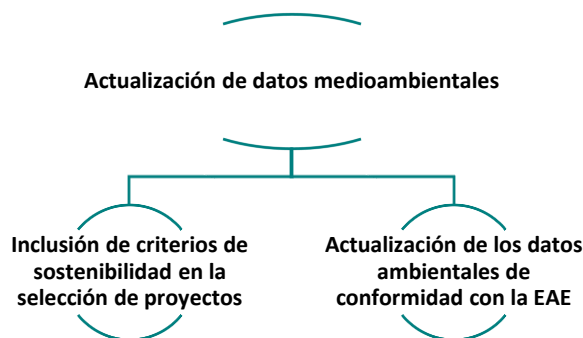 Actualización de datos medioambientales
Inclusión de criterios de
sostenibilidad en la
selección de proyectos
Actualización de los datos
ambientales de
conformidad con la EAE